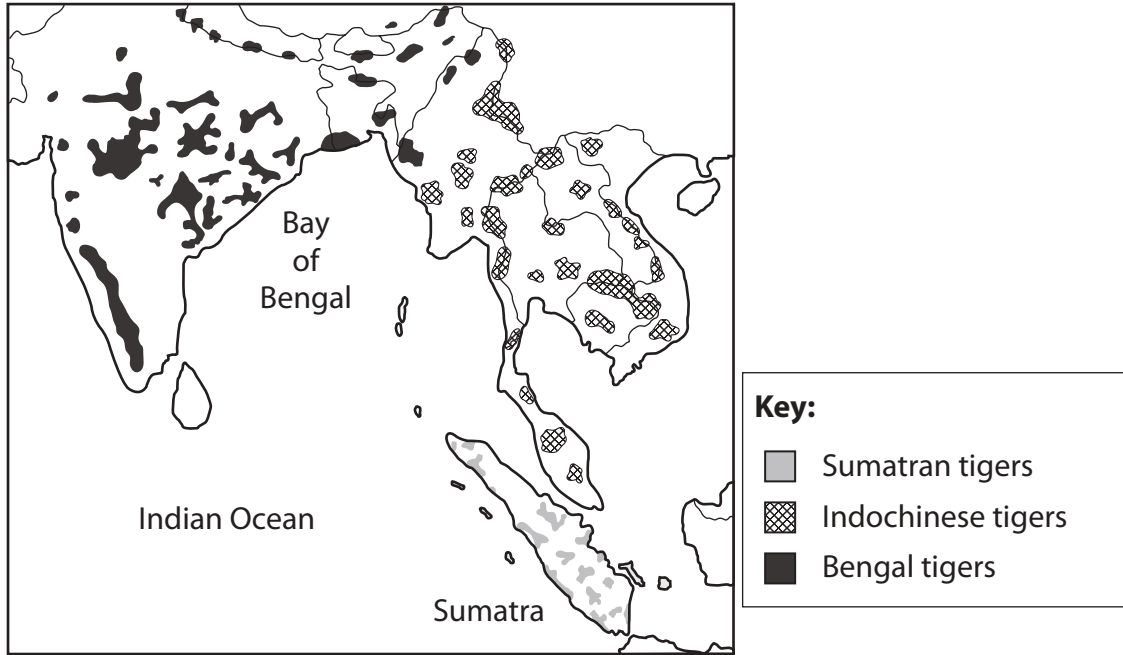 Bay
of
Bengal
Indian Ocean
Sumatra
Key:
Sumatran tigers
Indochinese tigers
Bengal tigers